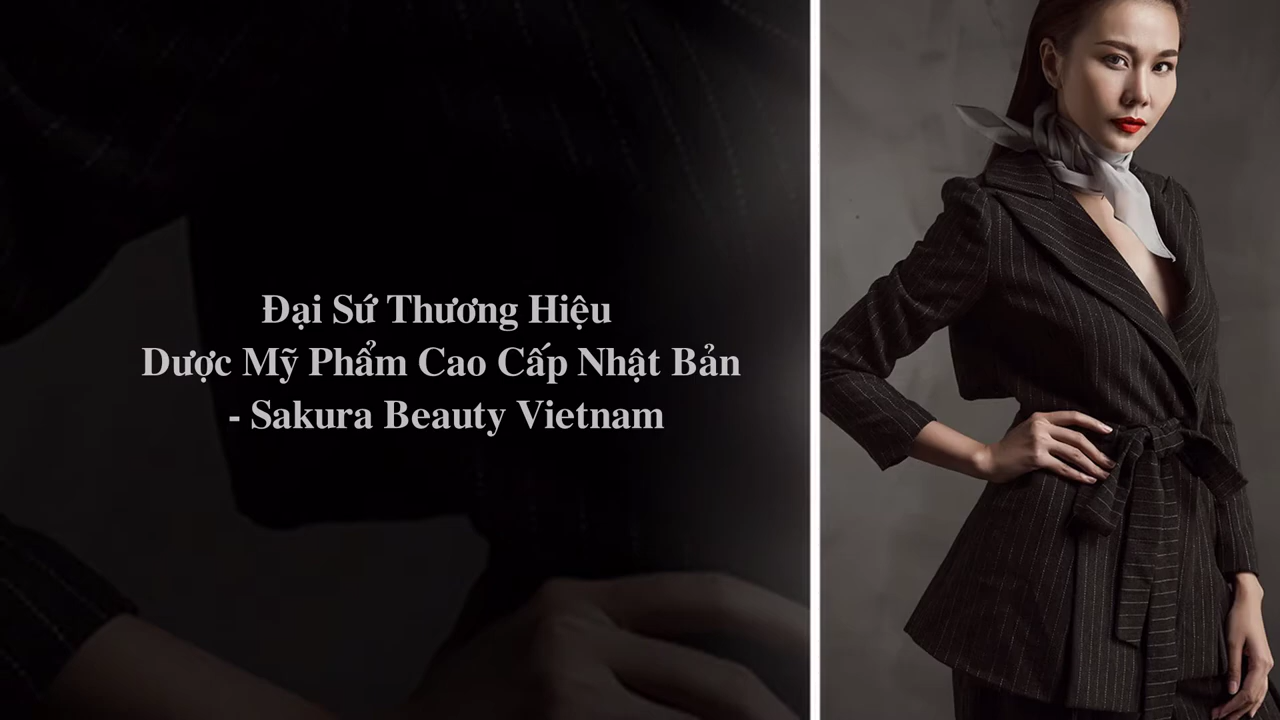 Đại Sứ Thương Hiệu
Dược Mỹ Phẩm Cao Cấp Nhật Bản
- Sakura Beauty Vietnam